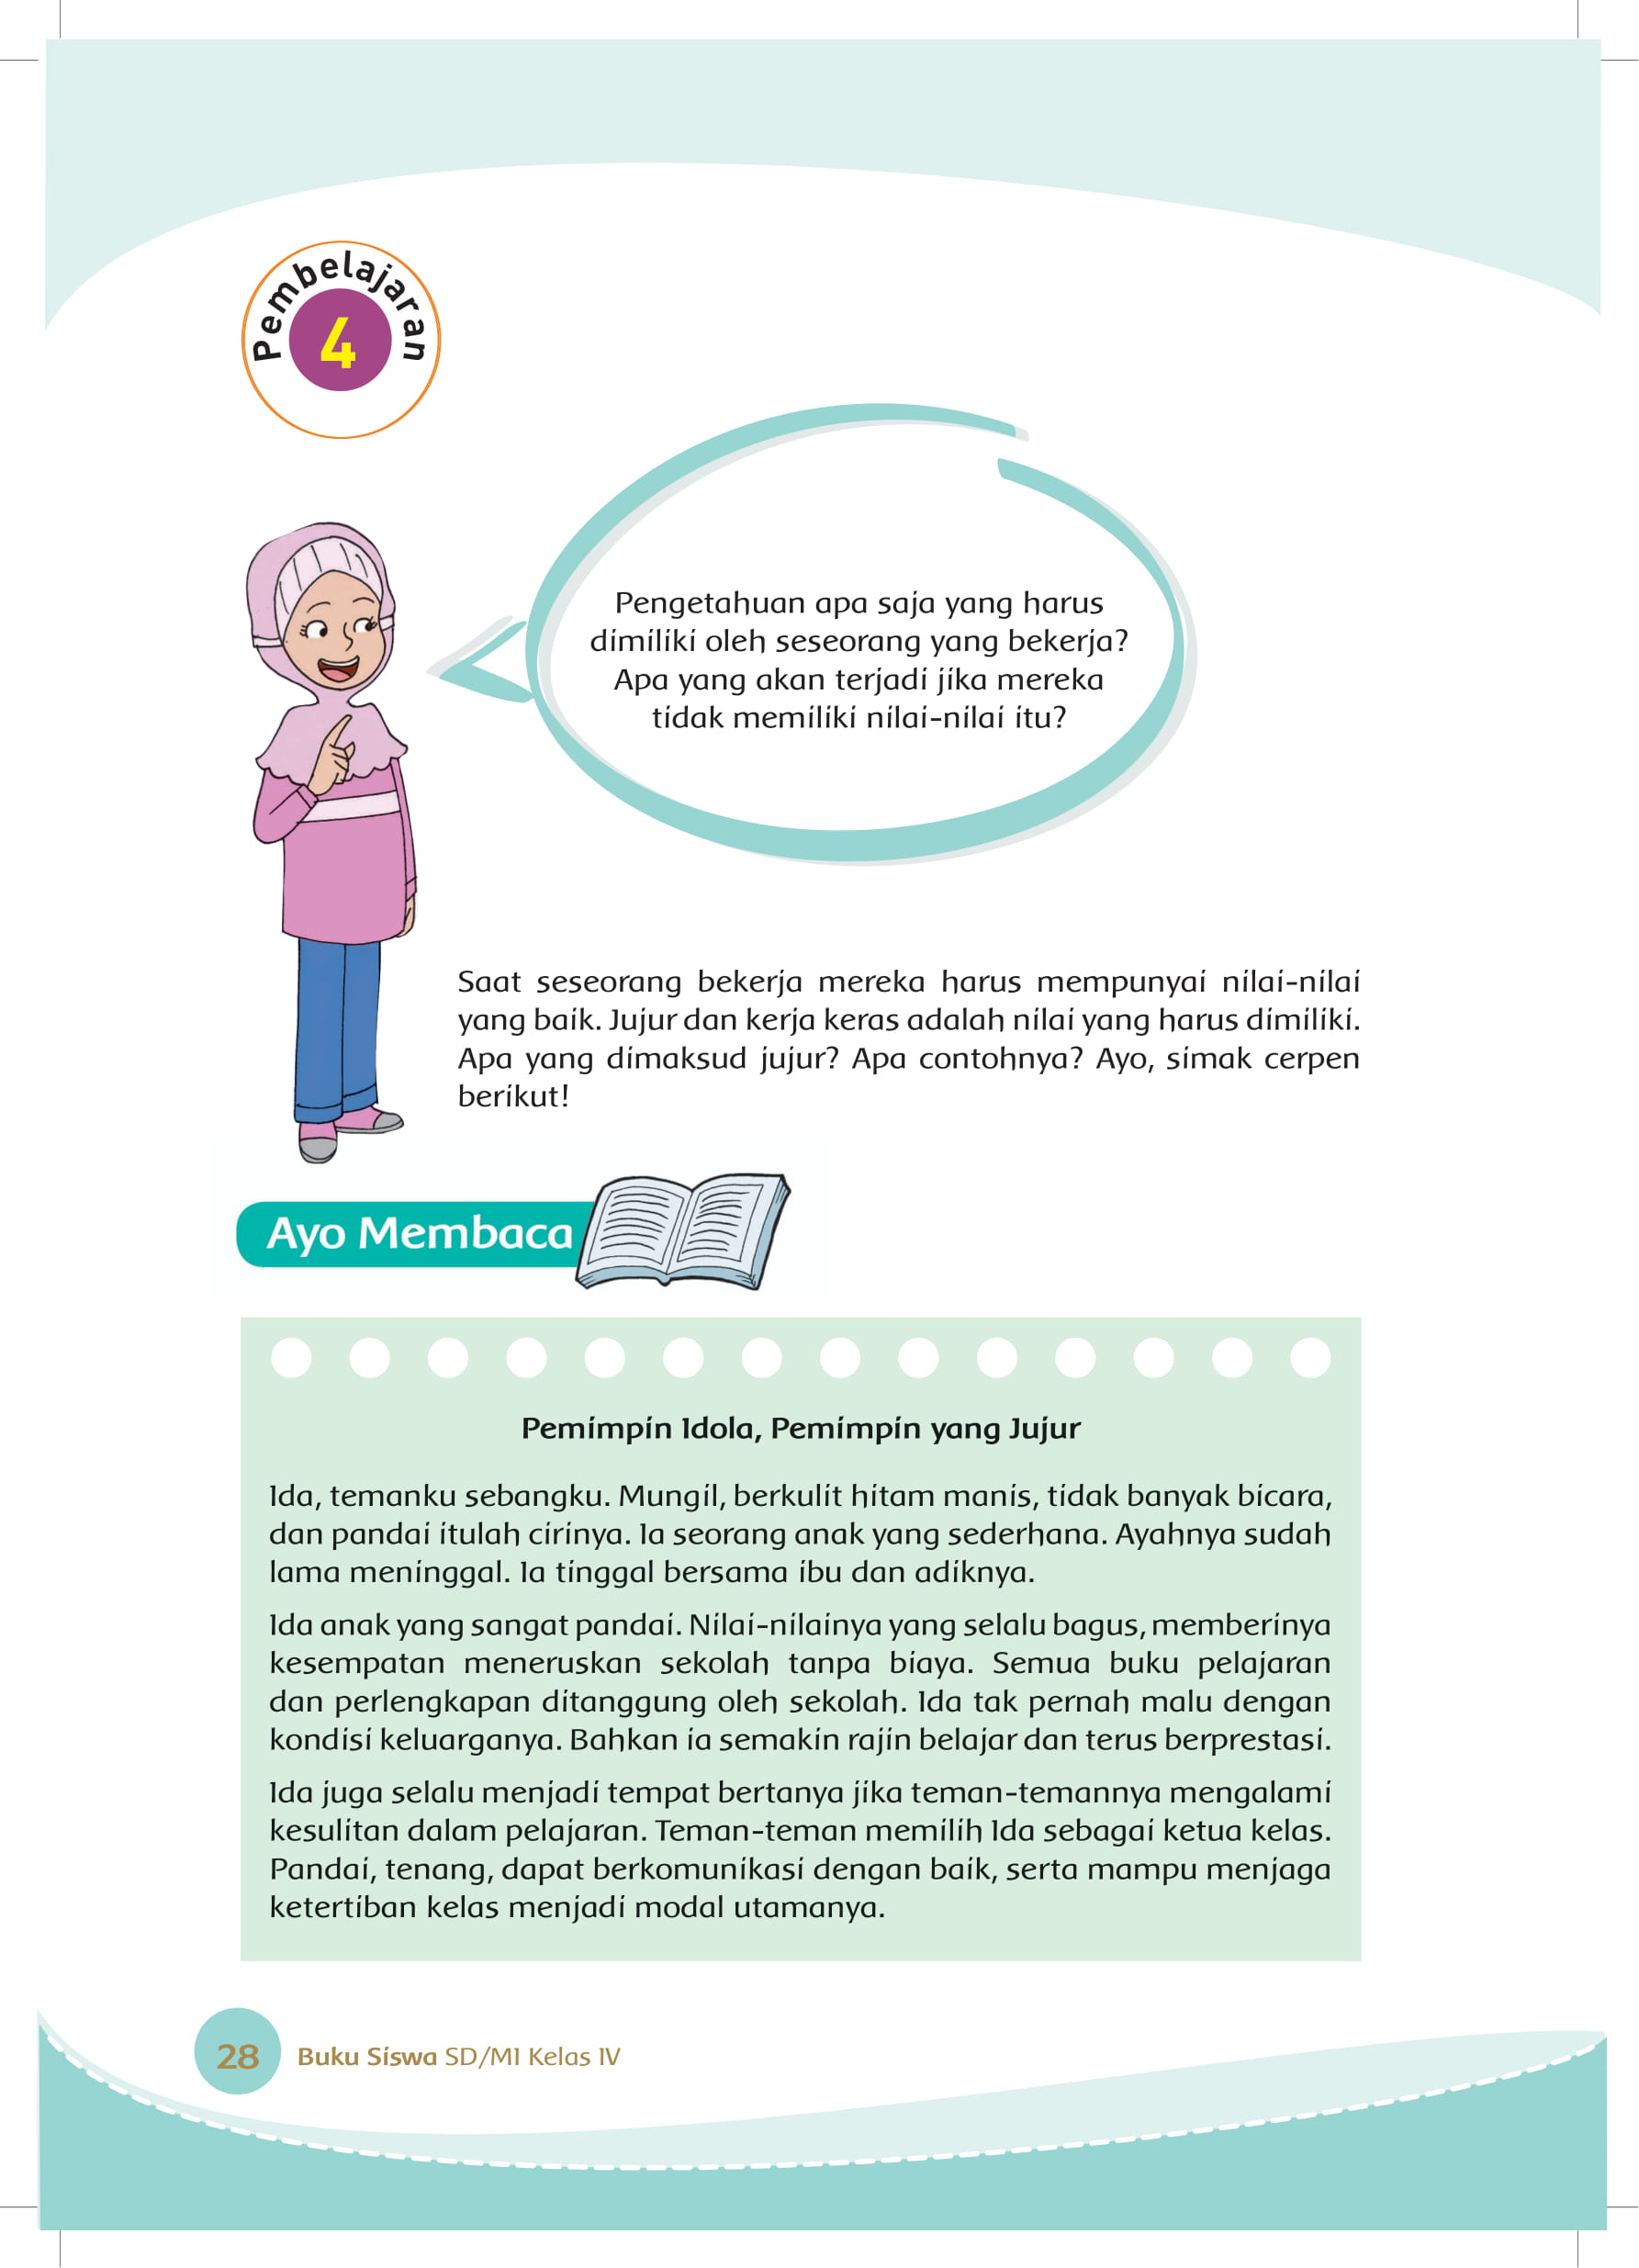 Pembelajaran
4
Pengetahuan apa saja yang harus
dimiliki oleh seseorang yang bekerja?
Apa yang akan terjadi jika mereka
tidak memiliki nilai-nilai itu?
Saat seseorang bekerja mereka harus mempunyai nilai-nilai
yang baik. Jujur dan kerja keras adalah nilai yang harus dimiliki.
Apa yang dimaksud jujur? Apa contohnya? Ayo, simak cerpen
berikut!
Ayo Membaca
Pemimpin Idola, Pemimpin yang Jujur
Ida, temanku sebangku. Mungil, berkulit hitam manis, tidak banyak bicara,
dan pandai itulah cirinya. Ia seorang anak yang sederhana. Ayahnya sudah
lama meninggal. Ia tinggal bersama ibu dan adiknya.
Ida anak yang sangat pandai. Nilai-nilainya yang selalu bagus, memberinya
kesempatan meneruskan sekolah tanpa biaya. Semua buku pelajaran
dan perlengkapan ditanggung oleh sekolah. Ida tak pernah malu dengan
kondisi keluarganya. Bahkan ia semakin rajin belajar dan terus berprestasi.
Ida juga selalu menjadi tempat bertanya jika teman-temannya mengalami
kesulitan dalam pelajaran. Teman-teman memilih Ida sebagai ketua kelas.
Pandai, tenang, dapat berkomunikasi dengan baik, serta mampu menjaga
ketertiban kelas menjadi modal utamanya.
28 Buku Siswa SD/MI Kelas IV